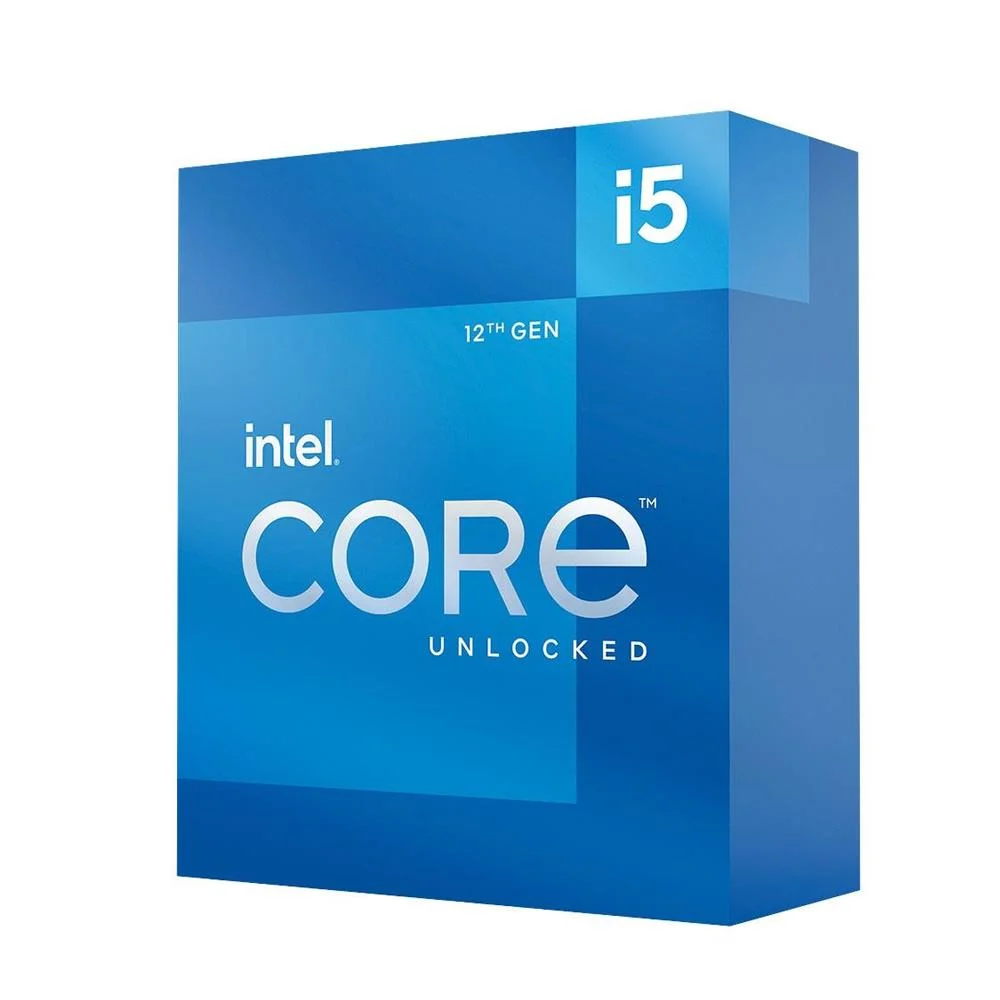 i5
12TH GEN
intel.
CORe™
UNLOCKED